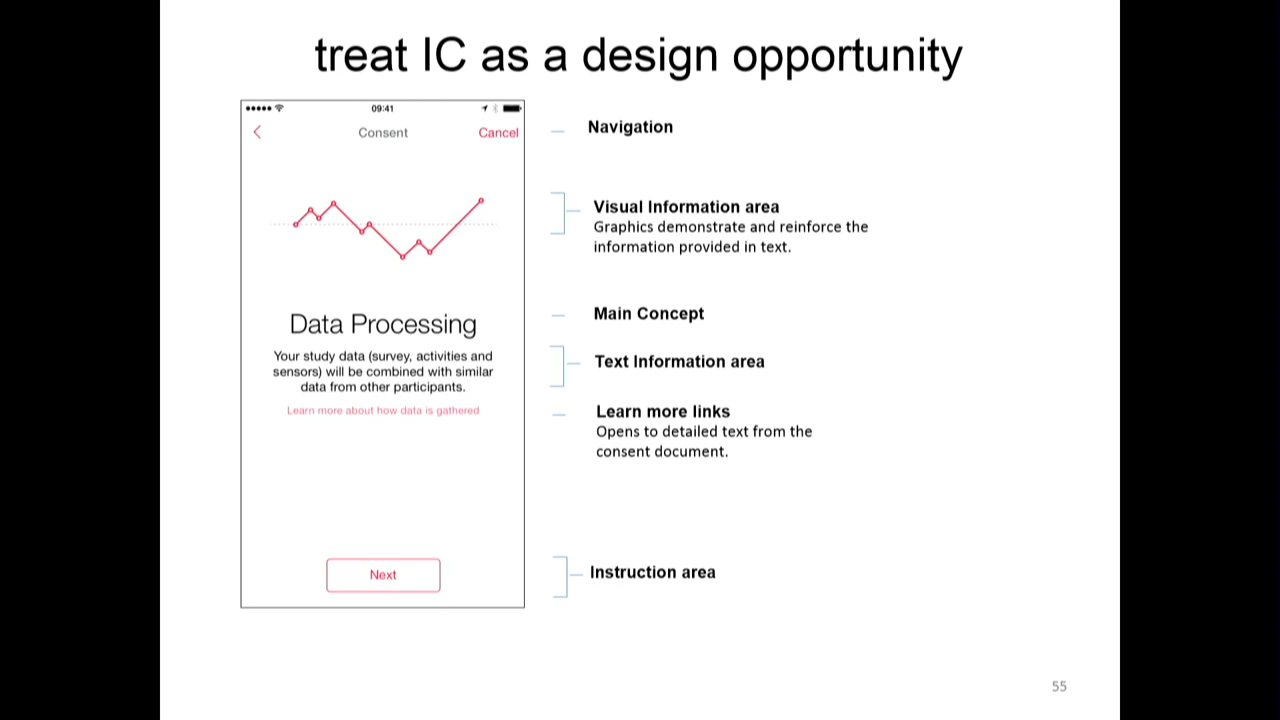 treat IC as a design opportunity
09:41
Consent
Cancel
Data Processing
Your study data (survey, activities and
sensors) will be combined with similar
data from other participants.
Learn more about how data is gathered
Next
Navigation
Visual Information area
Graphics demonstrate and reinforce the
information provided in text.
Main Concept
Text Information area
Learn more links
Opens to detailed text from the
consent document.
Instruction area
55